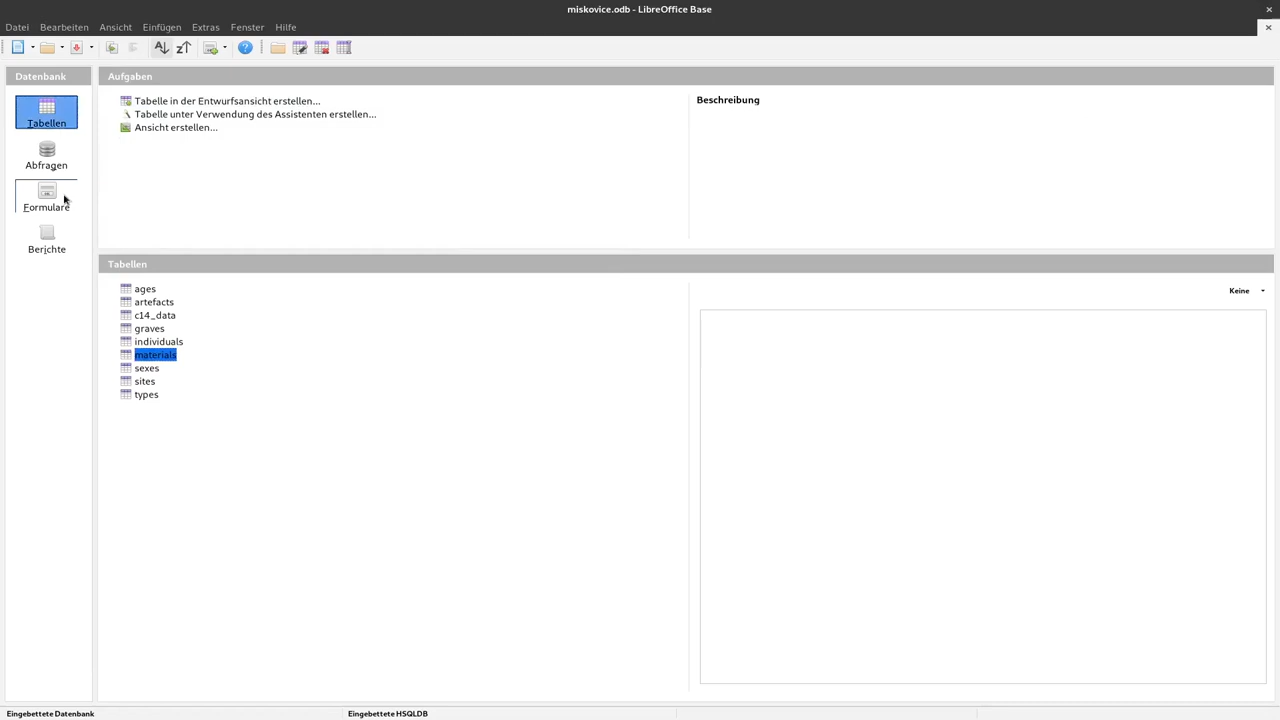 miskovice.odb - LibreOffice Base
Datei Bearbeiten Ansicht Einfügen Extras Fenster Hilfe
Datenbank
Tabellen
Abfragen
Formulare
Berichte
Aufgaben
Tabelle in der Entwurfsansicht erstellen...
Tabelle unter Verwendung des Assistenten erstellen...
Ansicht erstellen...
Beschreibung
Tabellen
ages
artefacts
c14_data
graves
individuals
materials
sexes
sites
types
Keine
Eingebettete Datenbank
Eingebettete HSQLDB